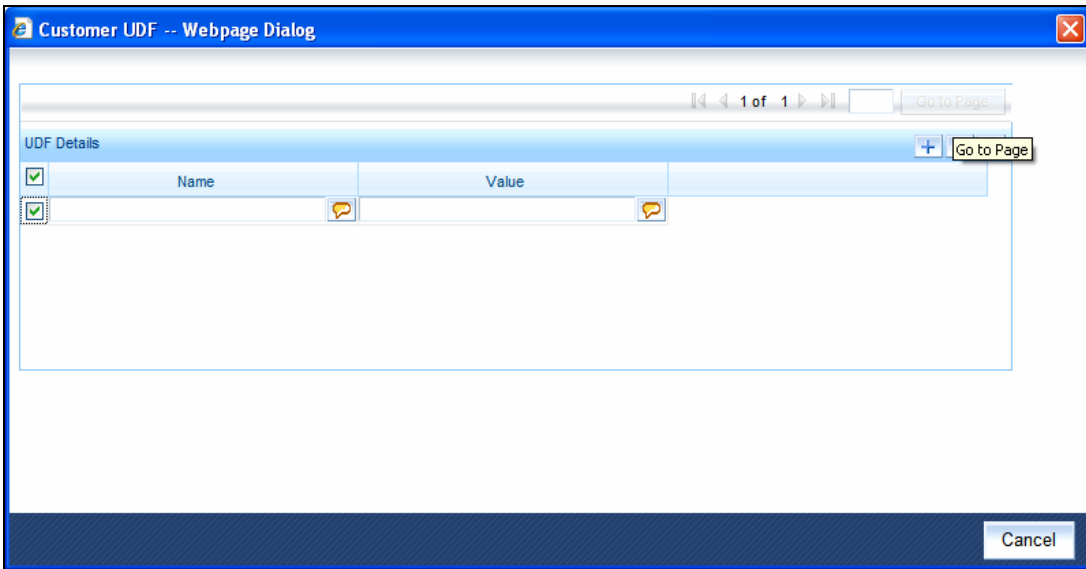 Customer UDF -- Webpage Dialog
1 of 1 Go to Page
UDF Details
Go to Page
Name Value
Cancel